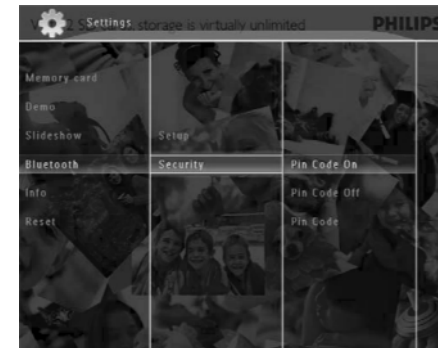 Settings
storage is virtually unlimited
PHILIPS
Memory card
Demo
Slideshow
Bluetooth
Info
Reset
Setup
Security
Pin Code On
Pin Code Off
Pin Code